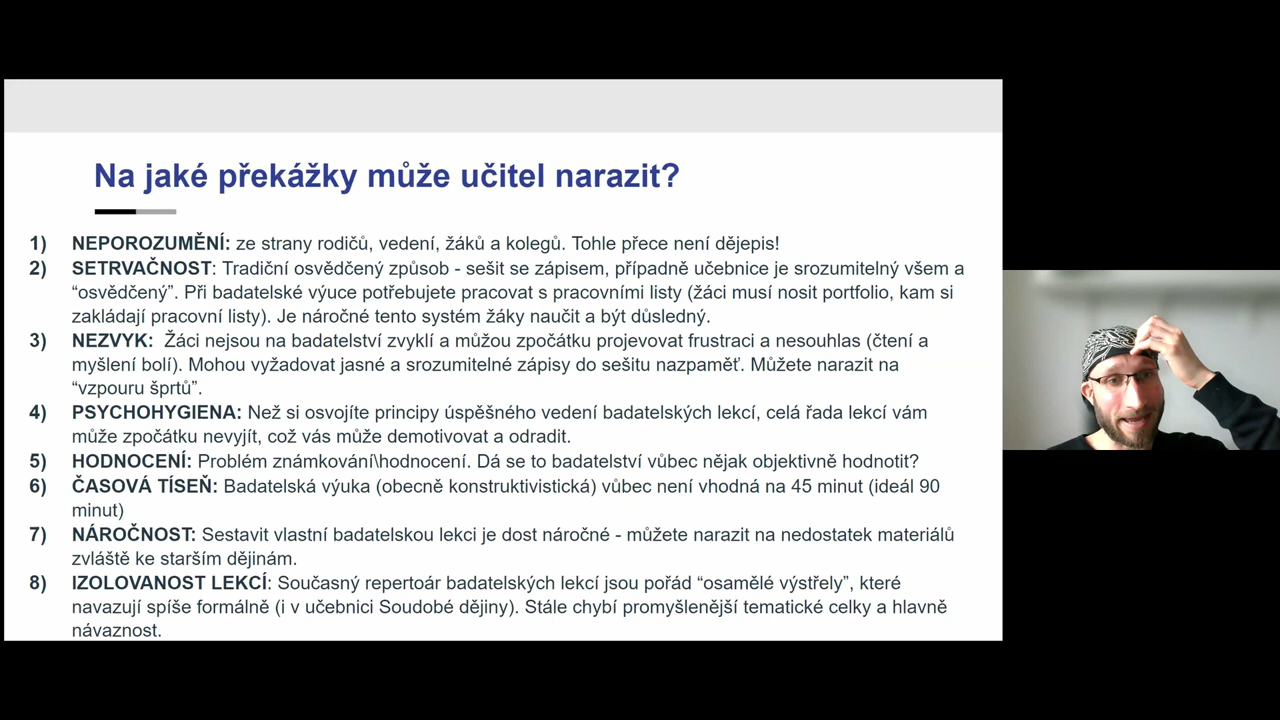 Na jaké překážky může učitel narazit?
1) NEPOROZUMĚNÍ: ze strany rodičů, vedení, žáků a kolegů. Tohle přece není dějepis!
2) SETRVAČNOST: Tradiční osvědčený způsob - sešit se zápisem, případně učebnice je srozumitelný všem a
“osvědčený”. Při badatelské výuce potřebujete pracovat s pracovními listy (žáci musí nosit portfolio, kam si
zakládají pracovní listy). Je náročné tento systém žáky naučit a být důsledný.
3) NEZVYK: Žáci nejsou na badatelství zvyklí a můžou zpočátku projevovat frustraci a nesouhlas (čtení a
myšlení bolí). Mohou vyžadovat jasné a srozumitelné zápisy do sešitu nazpaměť. Můžete narazit na
“vzpouru šprtů”.
4) PSYCHOHYGIENA: Než si osvojíte principy úspěšného vedení badatelských lekcí, celá řada lekcí vám
může zpočátku nevyjít, což vás může demotivovat a odradit.
5) HODNOCENÍ: Problém známkování\hodnocení. Dá se to badatelství vůbec nějak objektivně hodnotit?
6) ČASOVÁ TÍSEŇ: Badatelská výuka (obecně konstruktivistická) vůbec není vhodná na 45 minut (ideál 90
minut)
7) NÁROČNOST: Sestavit vlastní badatelskou lekci je dost náročné - můžete narazit na nedostatek materiálů
zvláště ke starším dějinám.
8) IZOLOVANOST LEKCÍ: Současný repertoár badatelských lekcí jsou pořád “osamělé výstřely”, které
navazují spíše formálně (i v učebnici Soudobé dějiny). Stále chybí promyšlenější tematické celky a hlavně
návaznost.